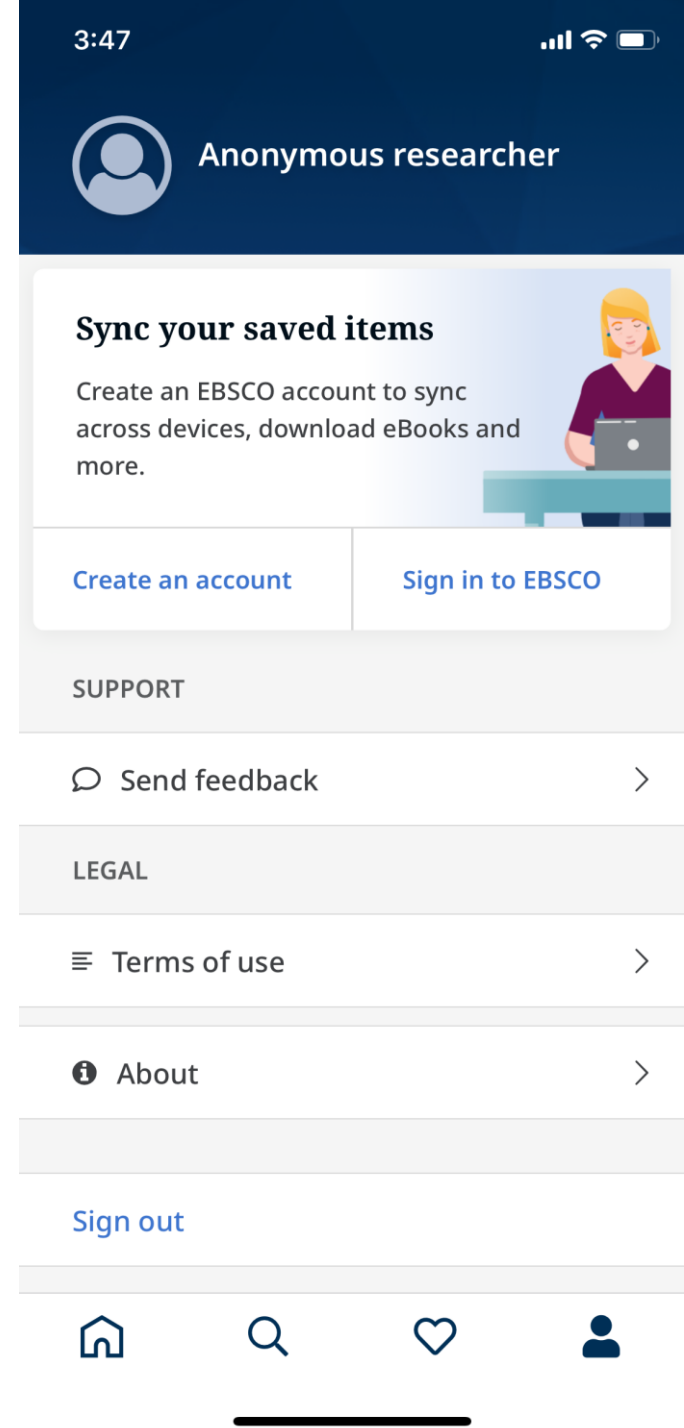 3:47
Anonymous researcher
Sync your saved items
Create an EBSCO account to sync
across devices, download eBooks and
more.
Create an account
Sign in to EBSCO
SUPPORT
Send feedback
LEGAL
Terms of use
About
Sign out